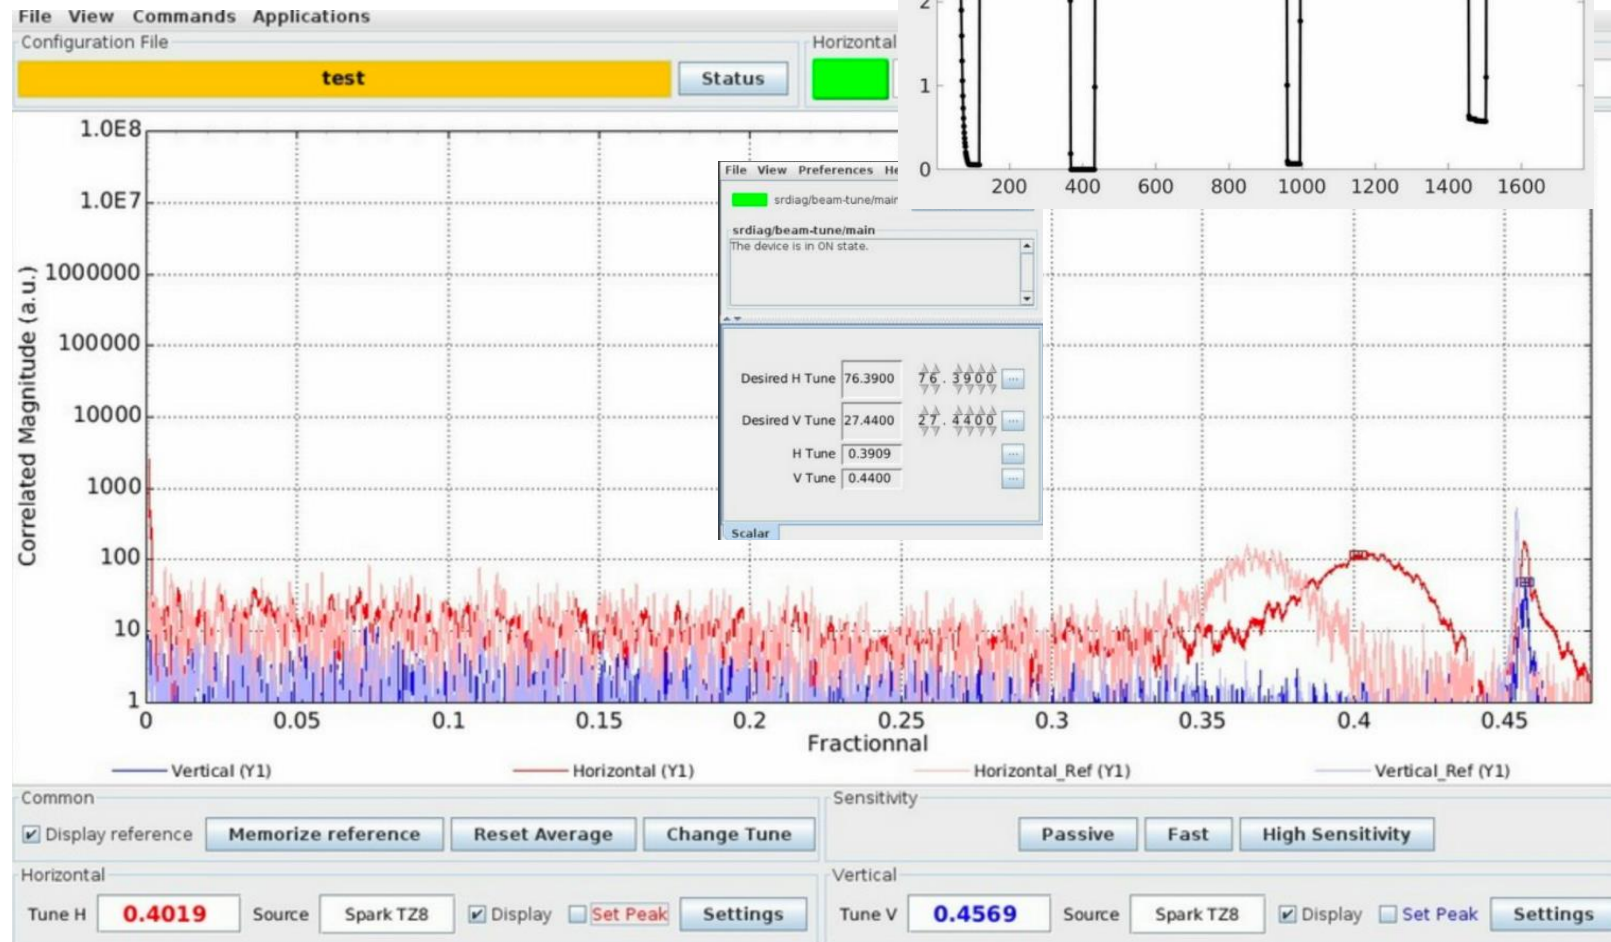 File View Commands Applications
Configuration File
test
Status
Horizontal
2
1
0
200 400 600 800 1000 1200 1400 1600
Correlated Magnitude (a.u.)
1.0E8
1.0E7
1000000
100000
10000
1000
100
10
1
0 0.05 0.1 0.15 0.2 0.25 0.3 0.35 0.4 0.45
Fractionnal
Vertical (Y1) Horizontal (Y1) Horizontal_Ref (Y1) Vertical_Ref (Y1)
File View Preferences He
srdiag/beam-tune/main
srdiag/beam-tune/main
The device is in ON state.
Desired H Tune 76.3900 76.3900 ...
Desired V Tune 27.4400 27.4400 ...
H Tune 0.3909 ...
V Tune 0.4400 ...
Scalar
Common
Display reference Memorize reference Reset Average Change Tune
Sensitivity
Passive Fast High Sensitivity
Horizontal
Tune H 0.4019 Source Spark TZ8 Display Set Peak Settings
Vertical
Tune V 0.4569 Source Spark TZ8 Display Set Peak Settings